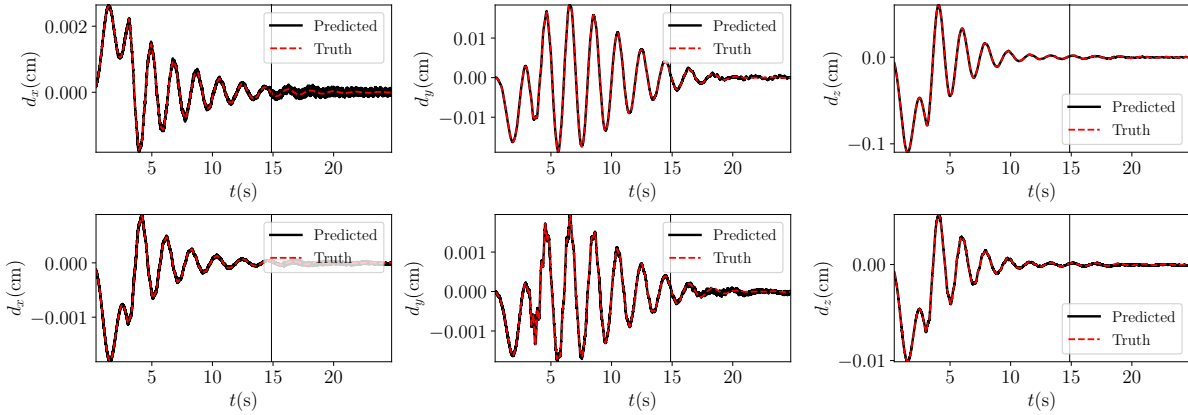 d_x(cm)
0.002
0.000
Predicted
Truth
5 10 15 20
t(s)
d_y(cm)
0.01
0.00
−0.01
Predicted
Truth
5 10 15 20
t(s)
d_z(cm)
0.0
−0.1
Predicted
Truth
5 10 15 20
t(s)
d_x(cm)
0.000
−0.001
Predicted
Truth
5 10 15 20
t(s)
d_y(cm)
0.001
0.000
−0.001
Predicted
Truth
5 10 15 20
t(s)
d_z(cm)
0.00
−0.01
Predicted
Truth
5 10 15 20
t(s)